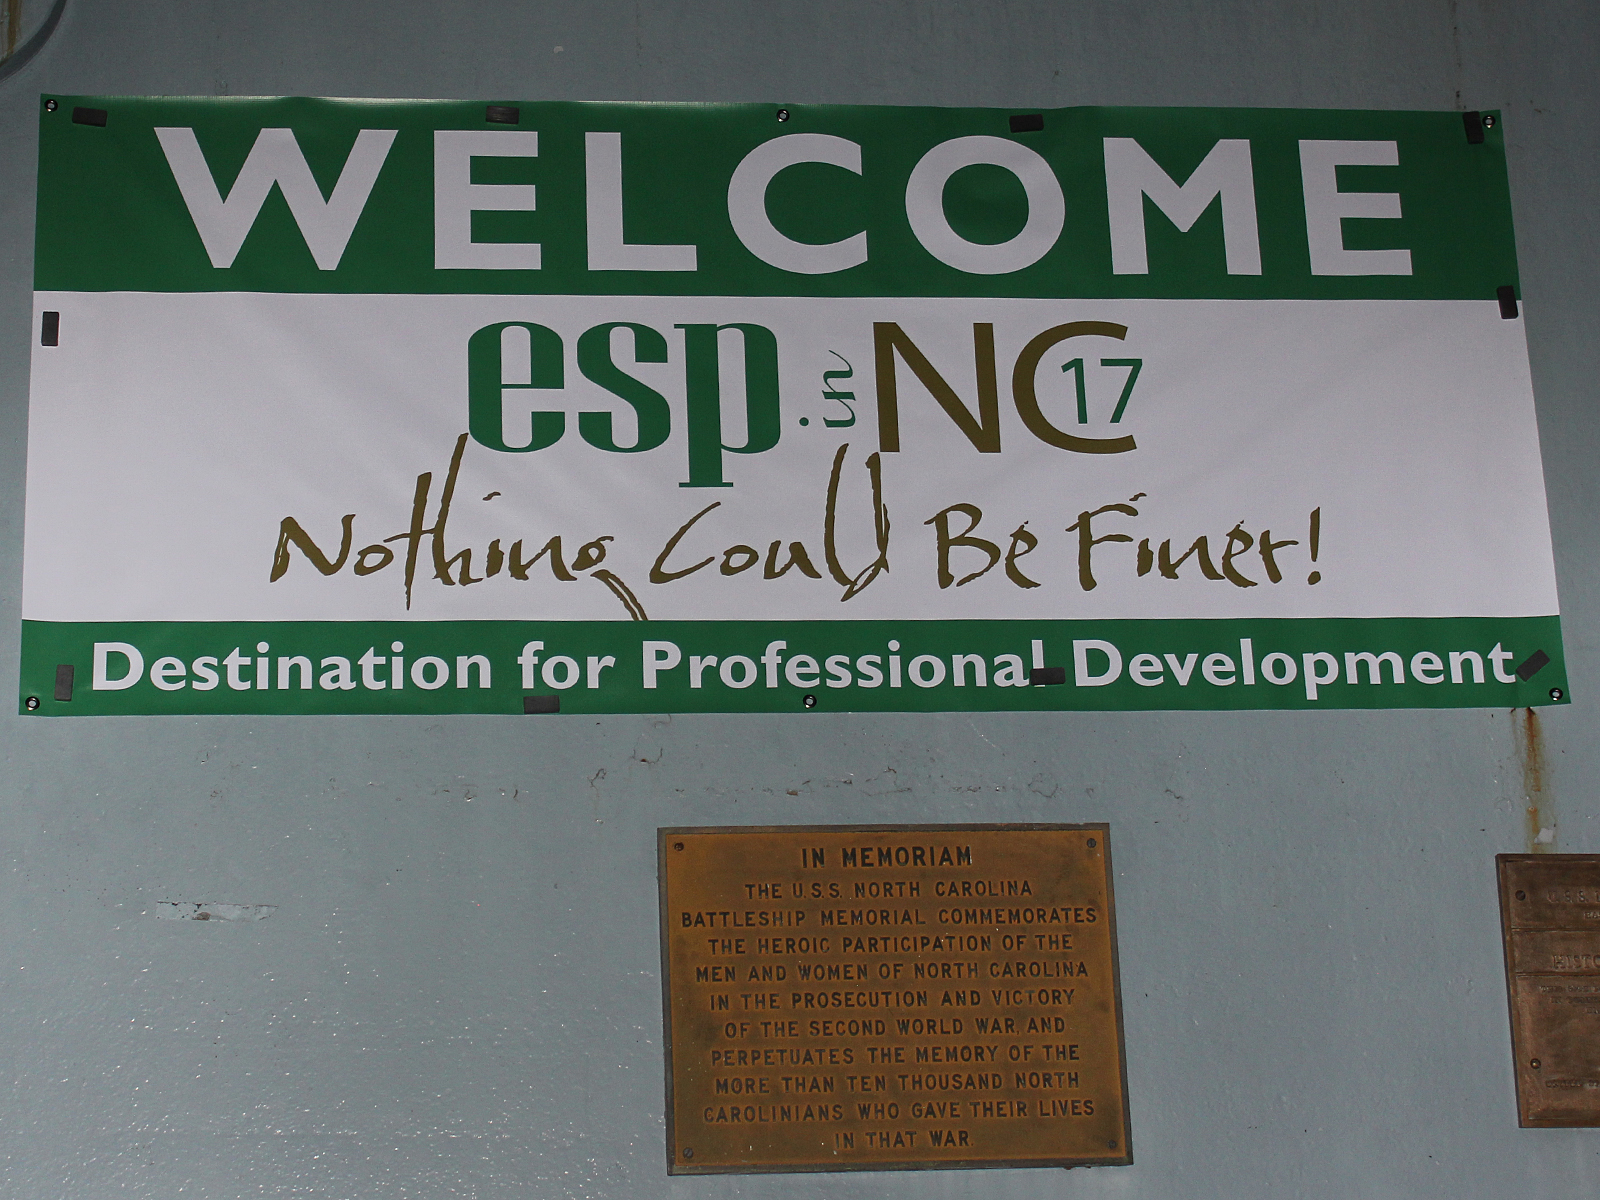 WELCOME
esp in NC 17
Nothing Could Be Finer!
Destination for Professional Development
IN MEMORIAM
THE U.S.S. NORTH CAROLINA
BATTLESHIP MEMORIAL COMMEMORATES
THE HEROIC PARTICIPATION OF THE
MEN AND WOMEN OF NORTH CAROLINA
IN THE PROSECUTION AND VICTORY
OF THE SECOND WORLD WAR, AND
PERPETUATES THE MEMORY OF THE
MORE THAN TEN THOUSAND NORTH
CAROLINIANS WHO GAVE THEIR LIVES
IN THAT WAR.